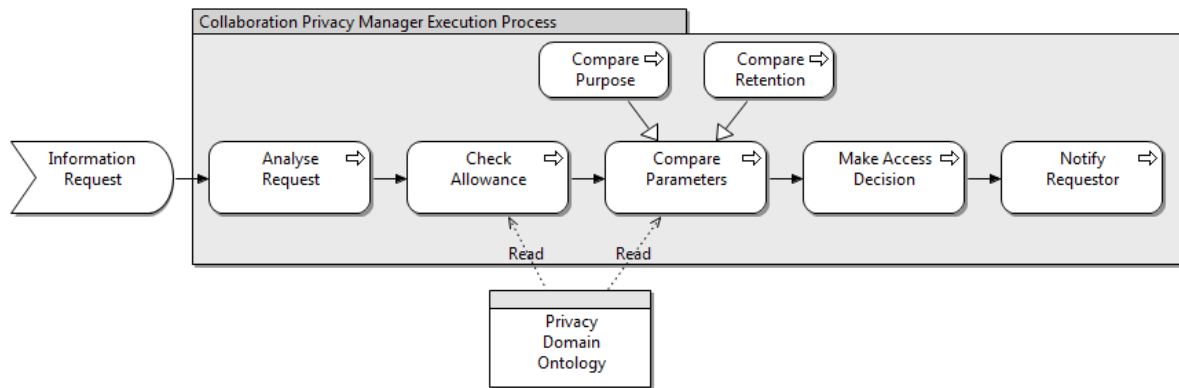 Collaboration Privacy Manager Execution Process
Compare
Purpose
Compare
Retention
Information
Request
Analyse
Request
Check
Allowance
Compare
Parameters
Make Access
Decision
Notify
Requestor
Read
Read
Privacy
Domain
Ontology